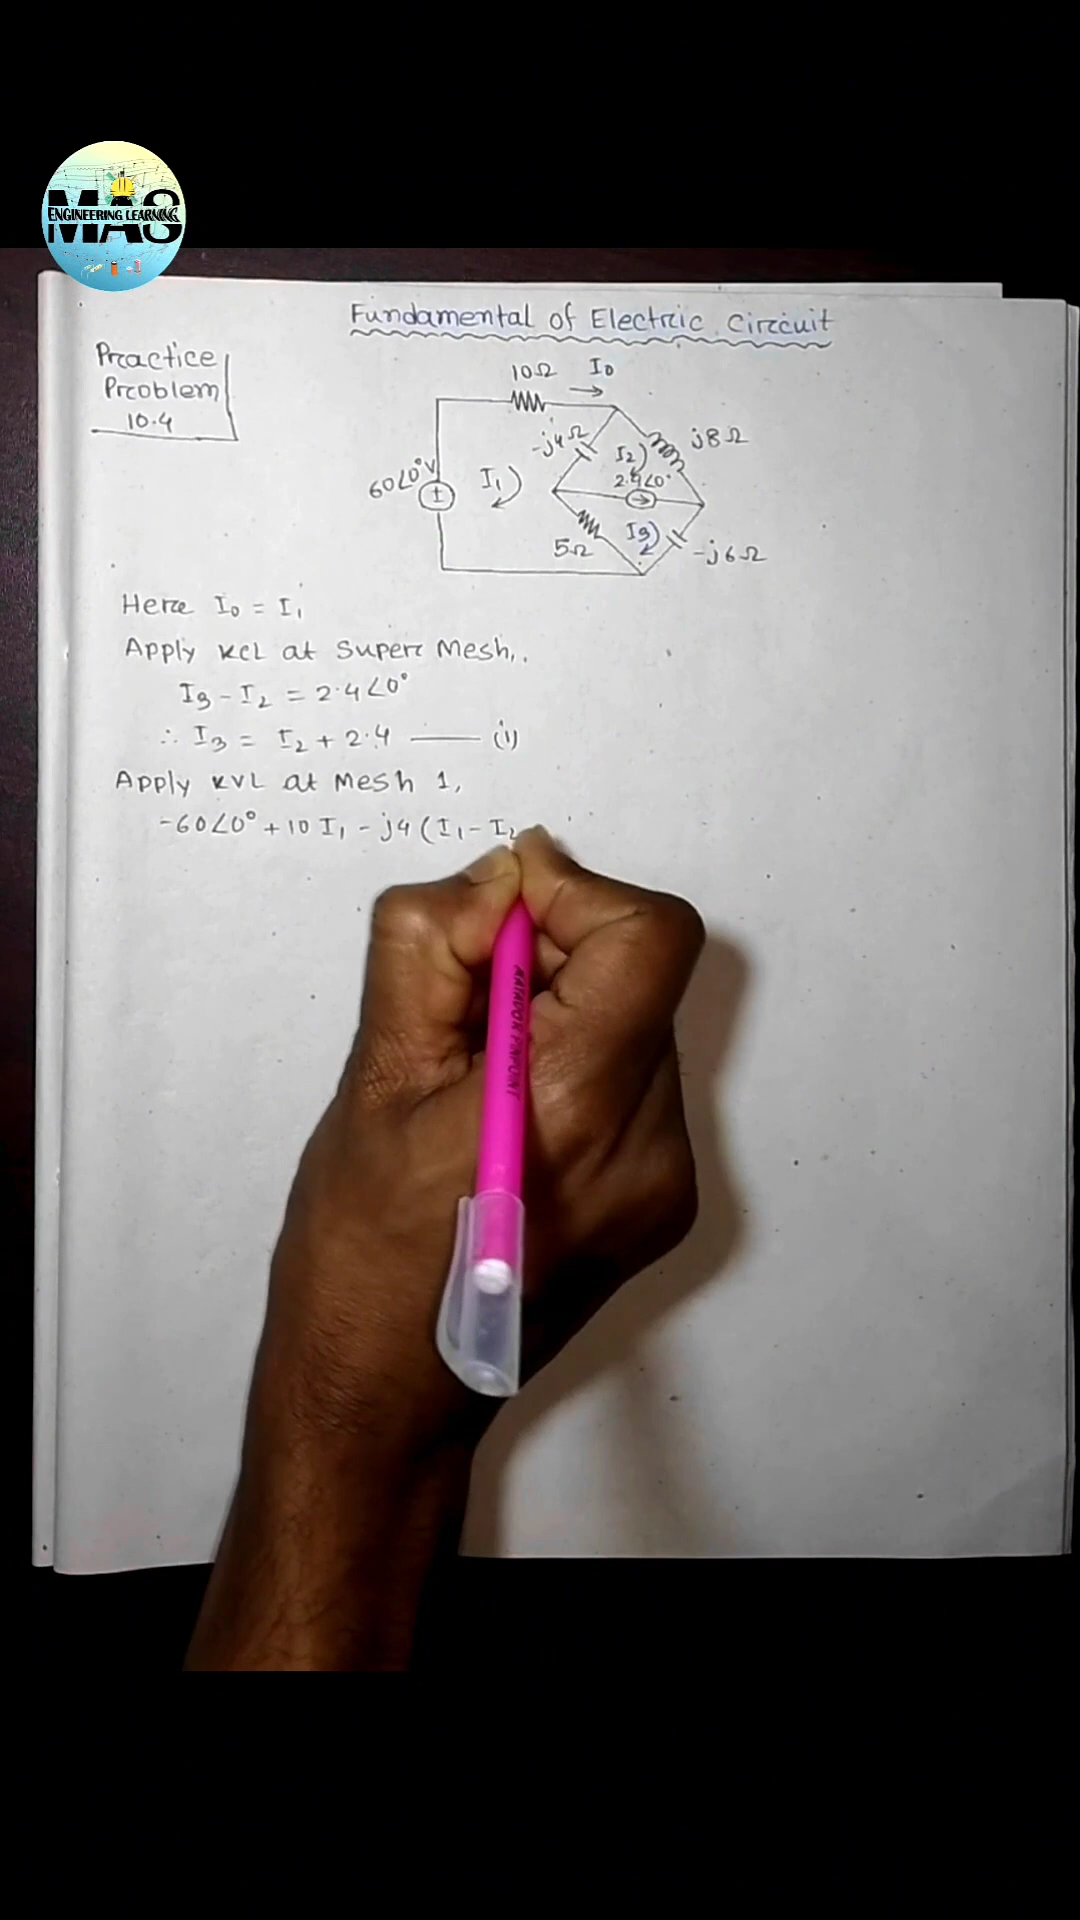 MAS
ENGINEERING LEARNING
Fundamental of Electric Circuit
Practice
Problem
10.4
10Ω
I₀
-j4Ω
j8Ω
I₂
2.4∠0°
60∠0°V
I₁
±
5Ω
I3
-j6Ω
Here I₀ = I₁
Apply KCL at Super Mesh,.
I3 - I₂ = 2.4∠0°
∴ I3 = I₂ + 2.4 —— (i)
Apply KVL at Mesh 1,
-60∠0° + 10 I₁ - j4 (I₁ - I₂
MATADOR PINPOINT